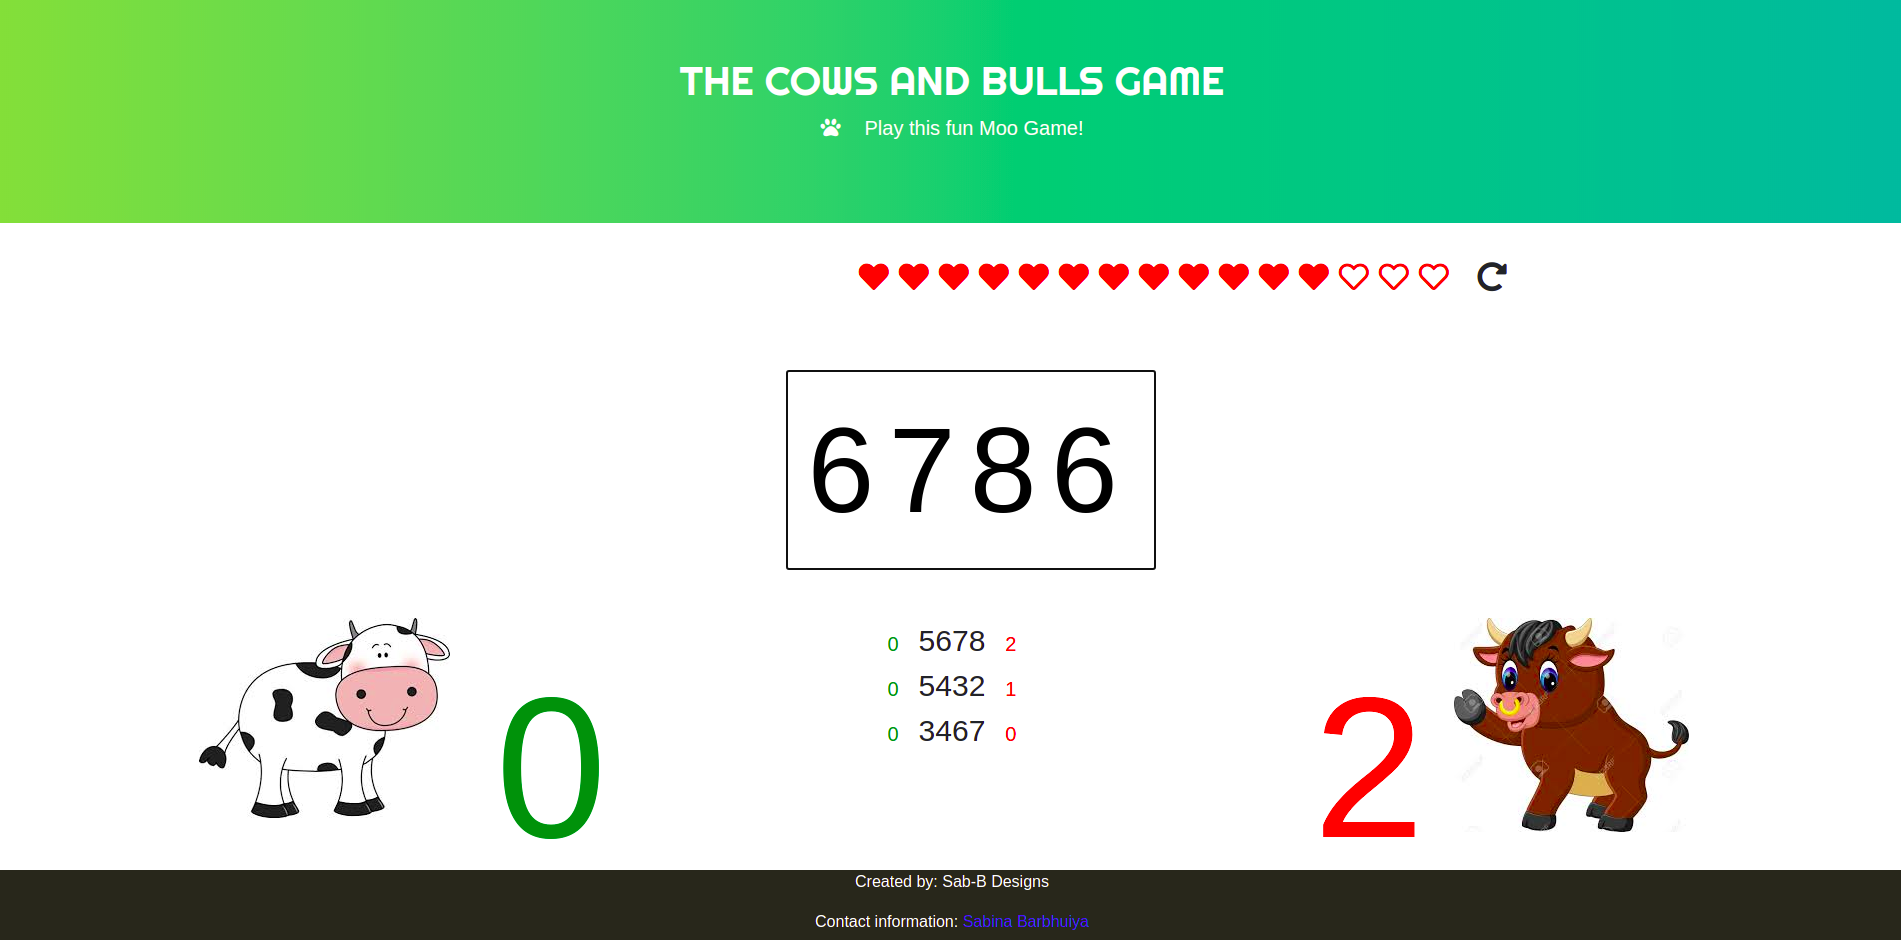 THE COWS AND BULLS GAME
Play this fun Moo Game!
6786
0 5678 2
0 5432 1
0 3467 0
0
2
Created by: Sab-B Designs
Contact information: Sabina Barbhuiya